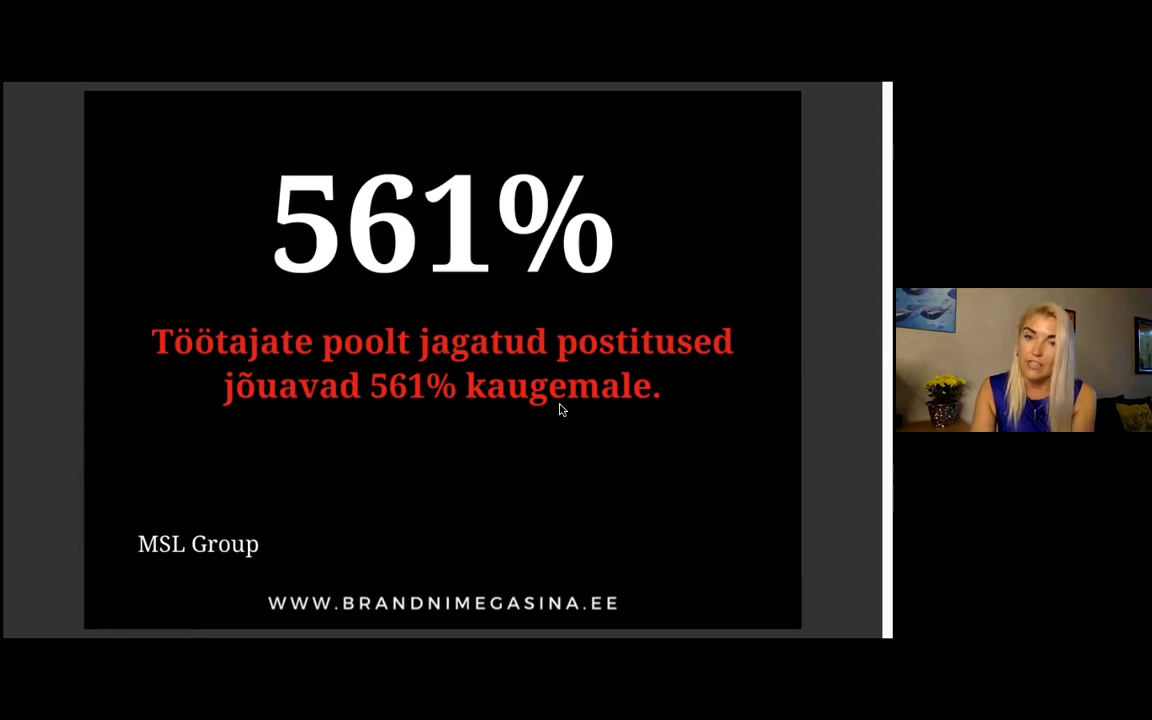 561%
Töötajate poolt jagatud postitused
jõuavad 561% kaugemale.
MSL Group
WWW.BRANDNIMEGASINA.EE